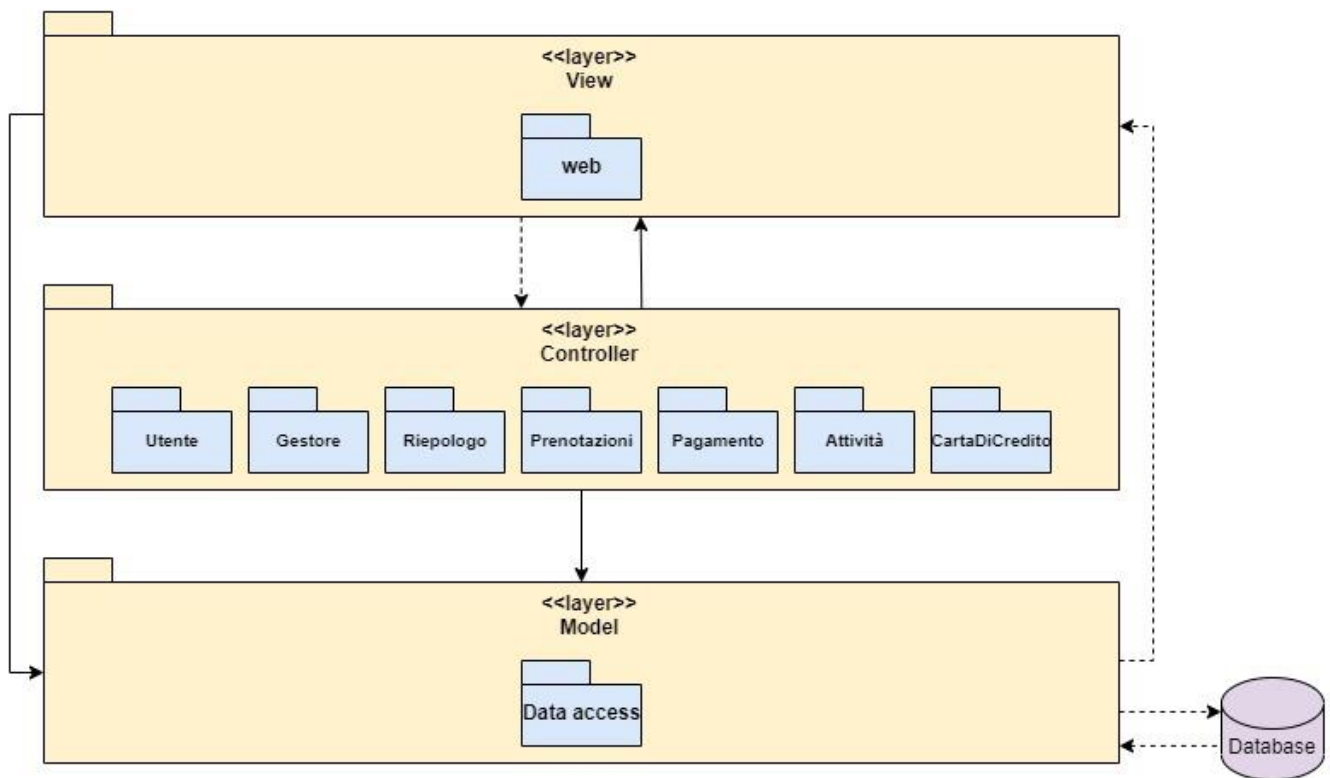 <<layer>>
View
web
<<layer>>
Controller
Utente
Gestore
Riepologo
Prenotazioni
Pagamento
Attività
CartaDiCredito
<<layer>>
Model
Data access
Database